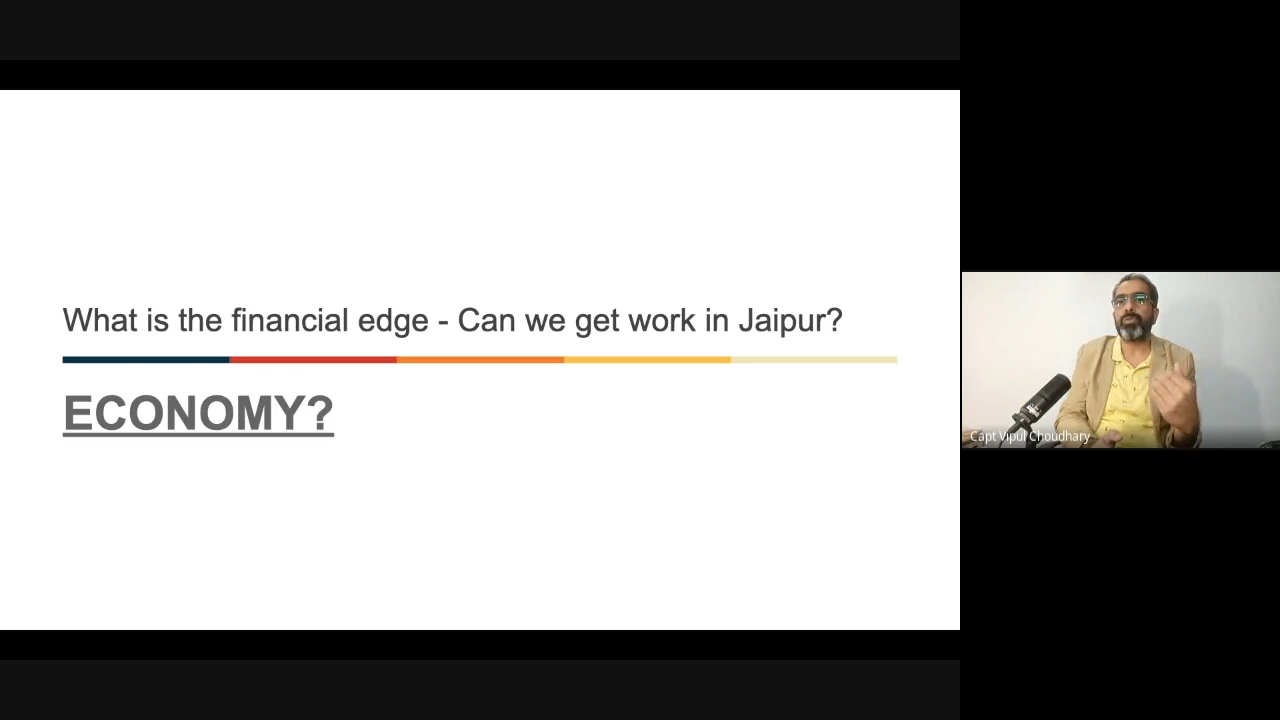 What is the financial edge - Can we get work in Jaipur?
ECONOMY?
Capt Vipul Choudhary